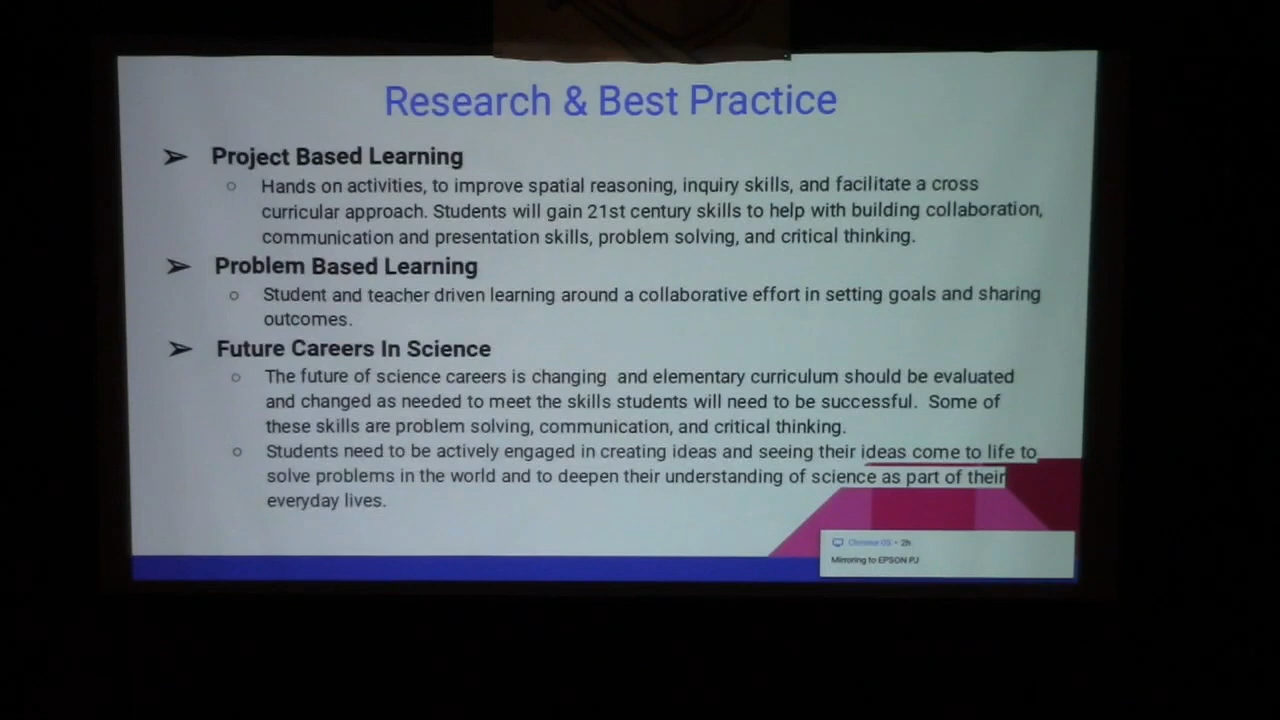 Research & Best Practice
➢ Project Based Learning
○ Hands on activities, to improve spatial reasoning, inquiry skills, and facilitate a cross
curricular approach. Students will gain 21st century skills to help with building collaboration,
communication and presentation skills, problem solving, and critical thinking.
➢ Problem Based Learning
○ Student and teacher driven learning around a collaborative effort in setting goals and sharing
outcomes.
➢ Future Careers In Science
○ The future of science careers is changing  and elementary curriculum should be evaluated
and changed as needed to meet the skills students will need to be successful.  Some of
these skills are problem solving, communication, and critical thinking.
○ Students need to be actively engaged in creating ideas and seeing their ideas come to life to
solve problems in the world and to deepen their understanding of science as part of their
everyday lives.
Chrome OS • 2h
Mirroring to EPSON PJ